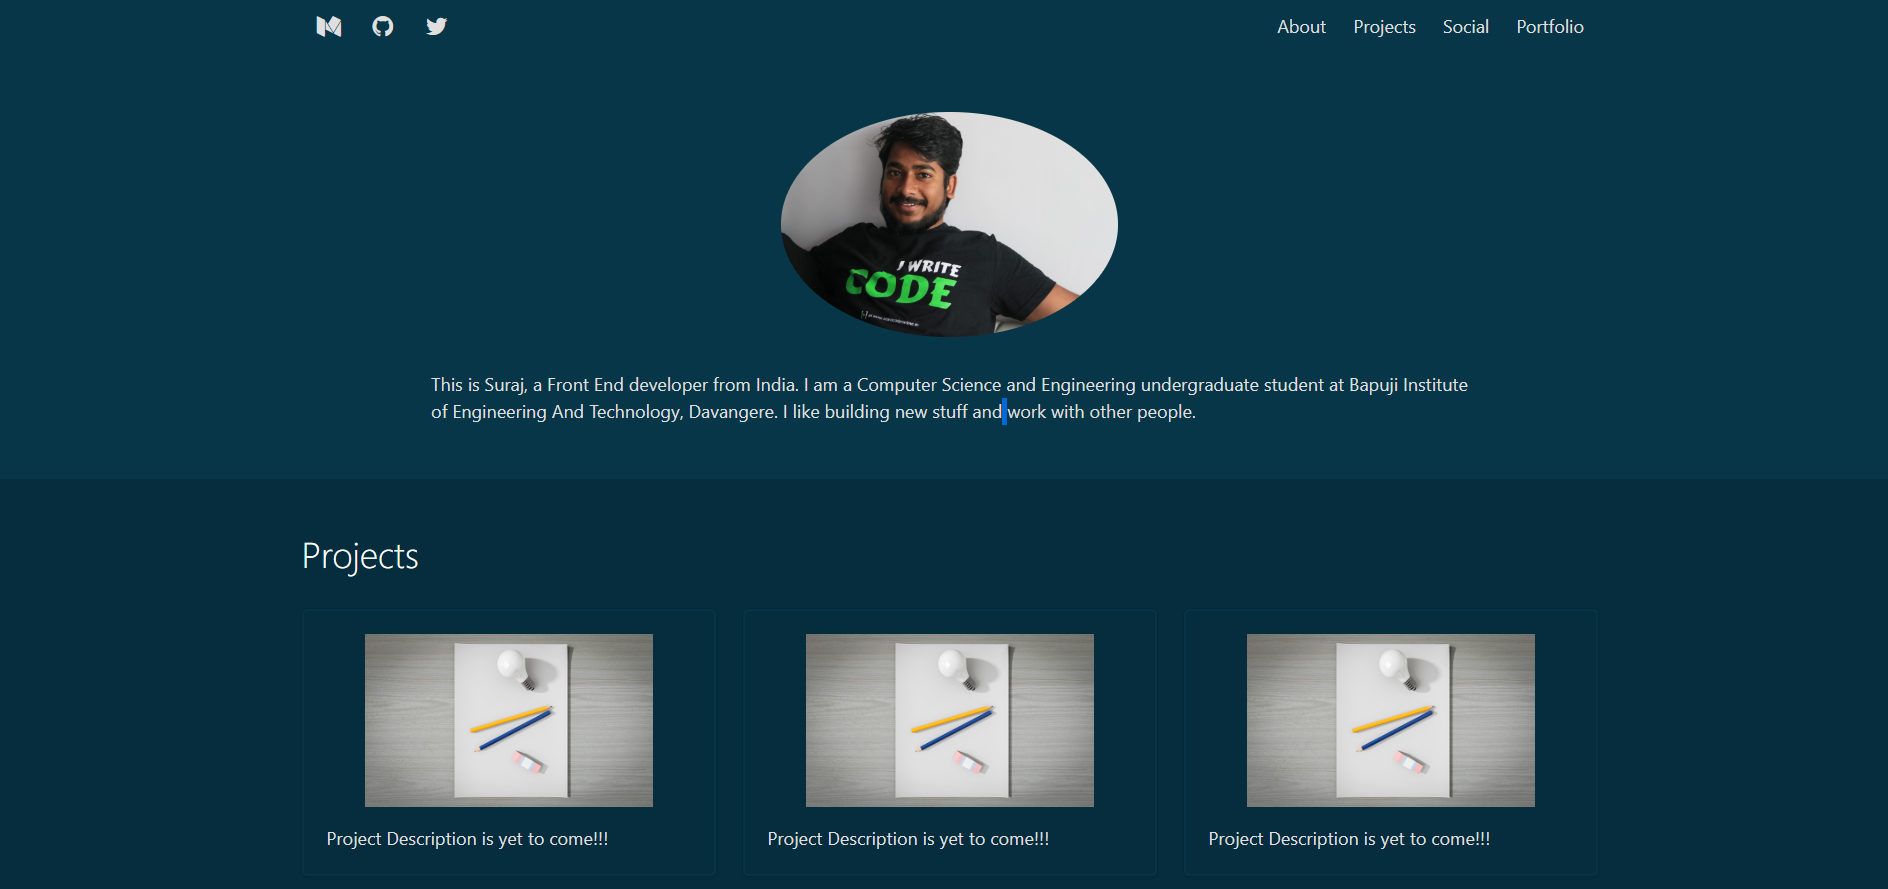 About Projects Social Portfolio
I WRITE
CODE
This is Suraj, a Front End developer from India. I am a Computer Science and Engineering undergraduate student at Bapuji Institute
of Engineering And Technology, Davangere. I like building new stuff and work with other people.
Projects
Project Description is yet to come!!!
Project Description is yet to come!!!
Project Description is yet to come!!!